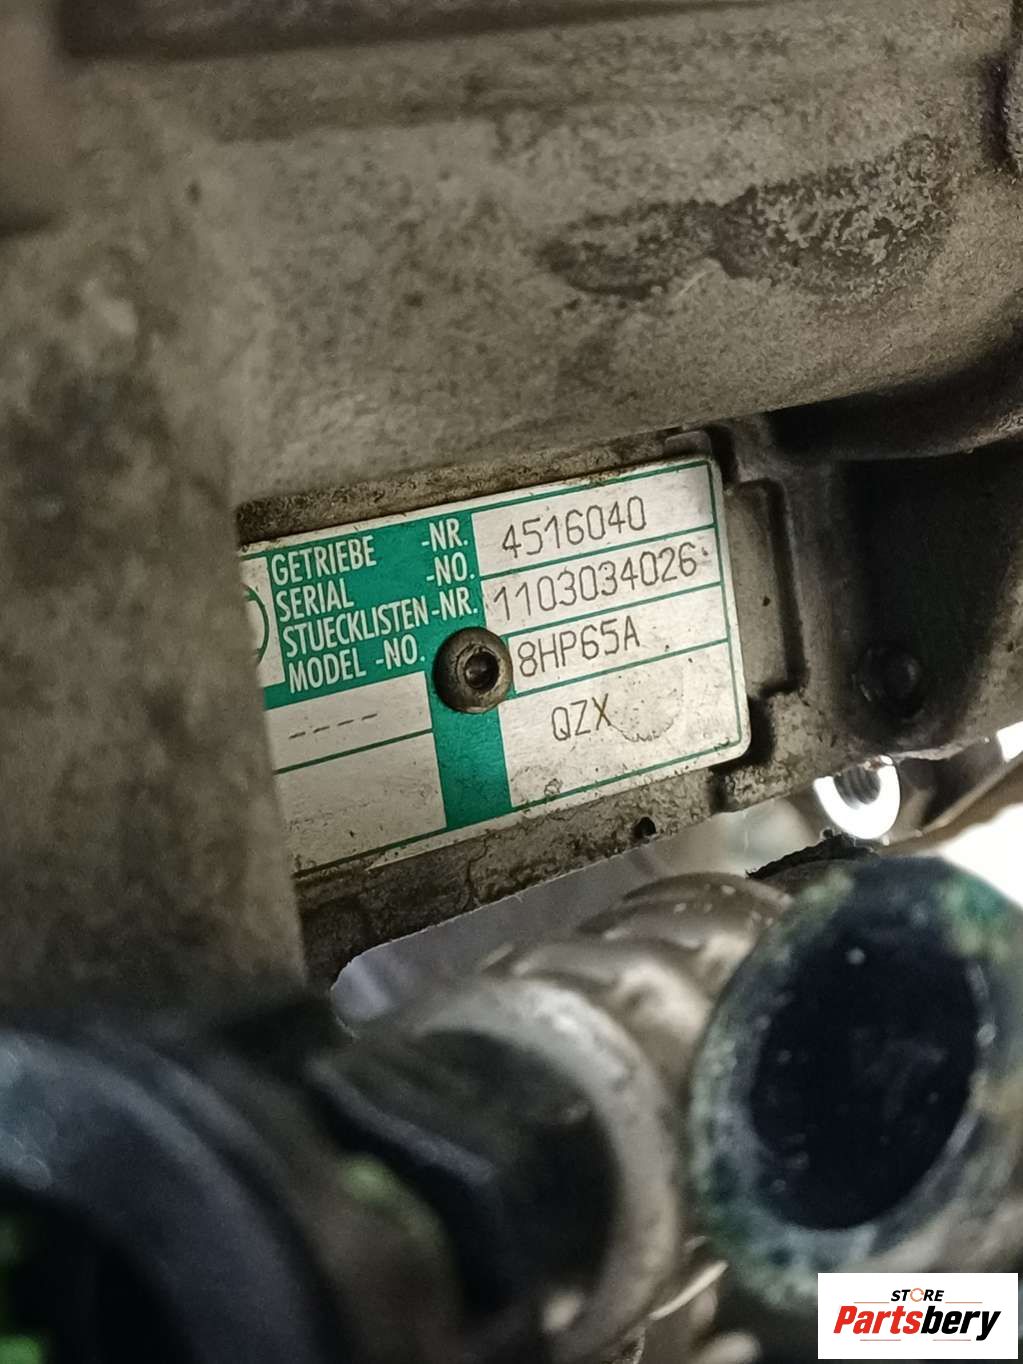 GETRIEBE -NR. 4516040
SERIAL -NO. 1103034026
STUECKLISTEN-NR. 8HP65A
MODEL -NO. QZX
----
STORE
Partsbery